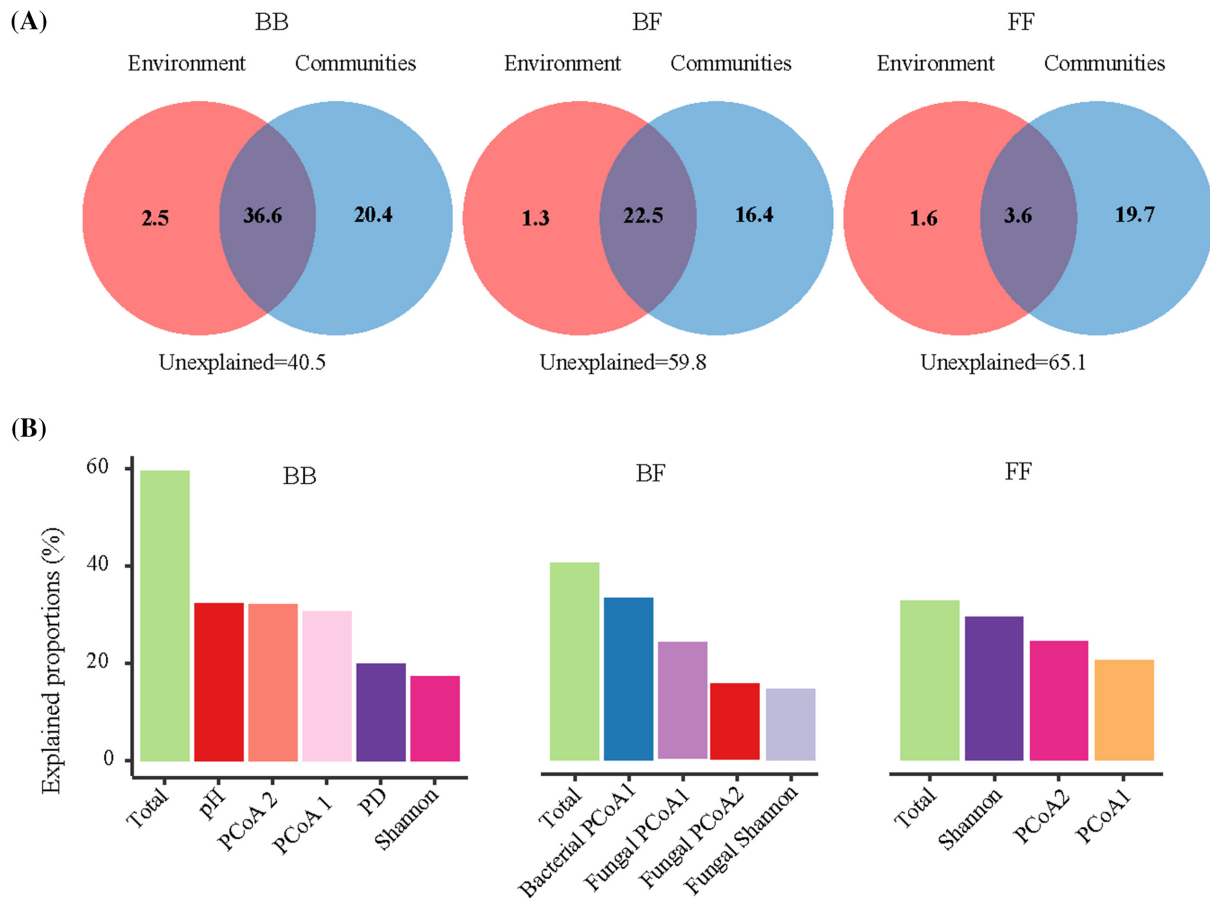 (A)
BB
BF
FF
Environment
Communities
Environment
Communities
Environment
Communities
2.5
36.6
20.4
1.3
22.5
16.4
1.6
3.6
19.7
Unexplained=40.5
Unexplained=59.8
Unexplained=65.1
(B)
Explained proportions (%)
60
40
20
0
BB
Total
pH
PCoA 2
PCoA 1
PD
Shannon
BF
Total
Bacterial PCoA1
Fungal PCoA1
Fungal PCoA2
Fungal Shannon
FF
Total
Shannon
PCoA2
PCoA1